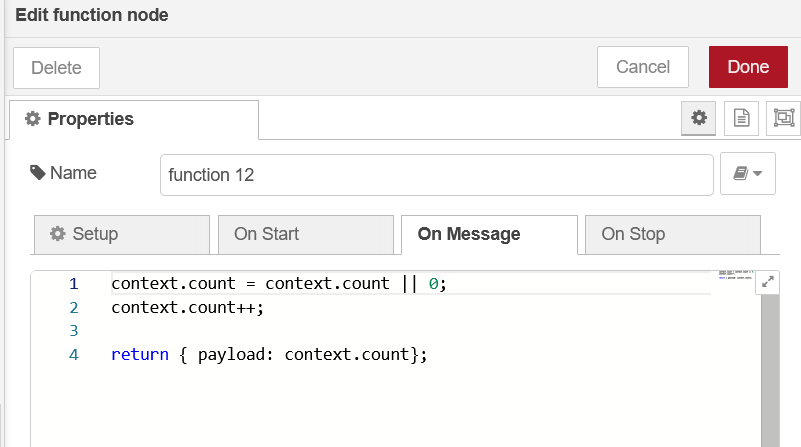 Edit function node
Delete
Cancel
Done
Properties
Name
function 12
Setup
On Start
On Message
On Stop
1 context.count = context.count || 0;
2 context.count++;
3
4 return { payload: context.count};